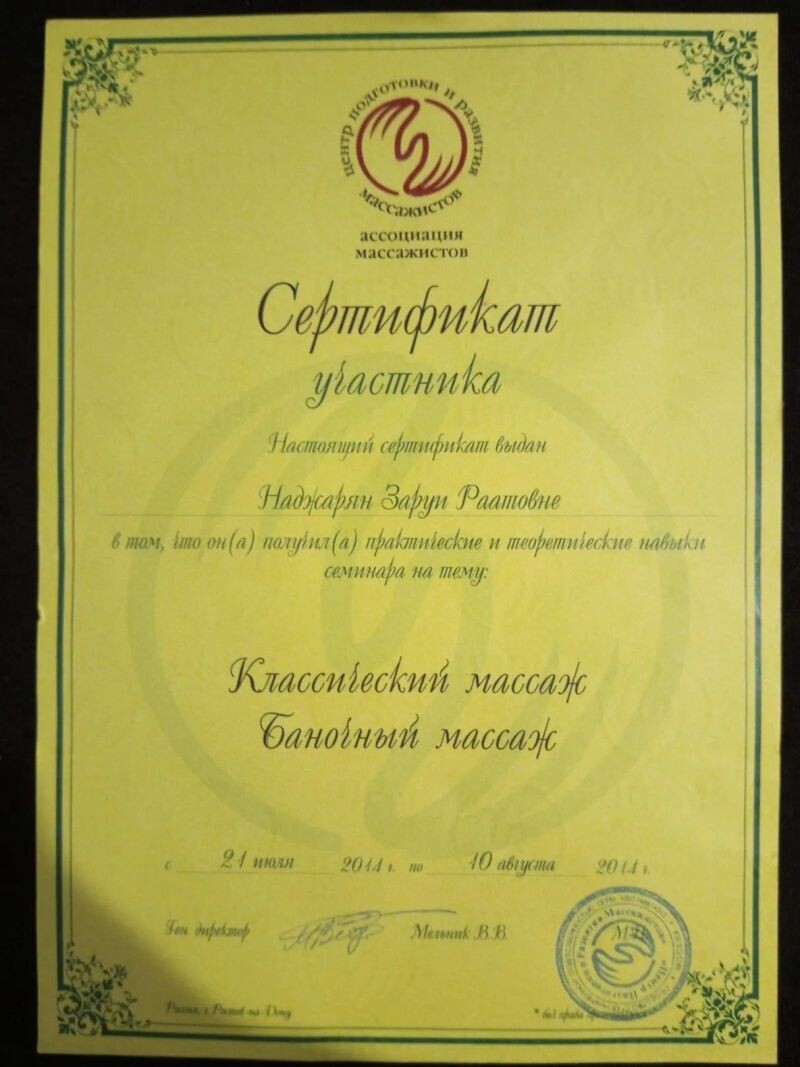 центр подготовки и развития
массажистов
ассоциация
массажистов
Сертификат
участника
Настоящий сертификат выдан
Наджарян Заруи Раатовне
в том, что он(а) получил(а) практические и теоретические навыки
семинара на тему:
Классический массаж
Баночный массаж
с 21 июля 2014 г. по 10 августа 2014 г.
Ген. директор Мельник В.В.
Россия, г. Ростов-на-Дону
* без права